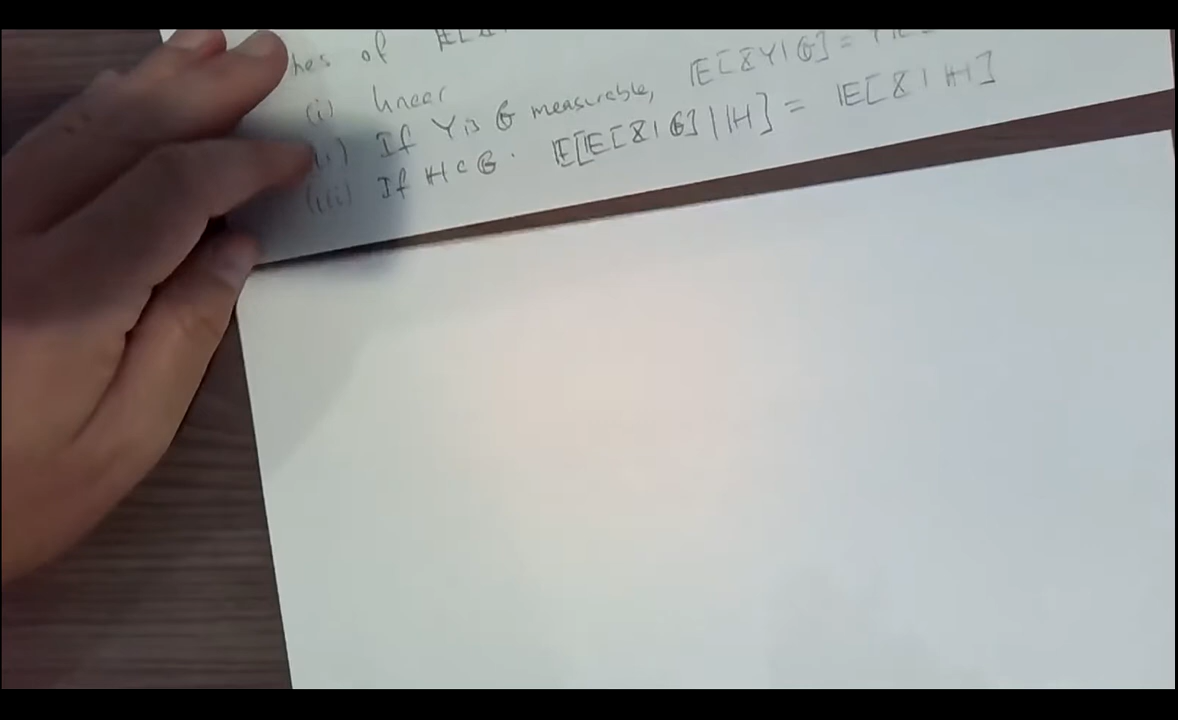 of
(i) linear
(ii) If Y is G measurable, E[XY|G] =
(iii) If H⊂G. E[E[X|G]|H] = E[X|H]